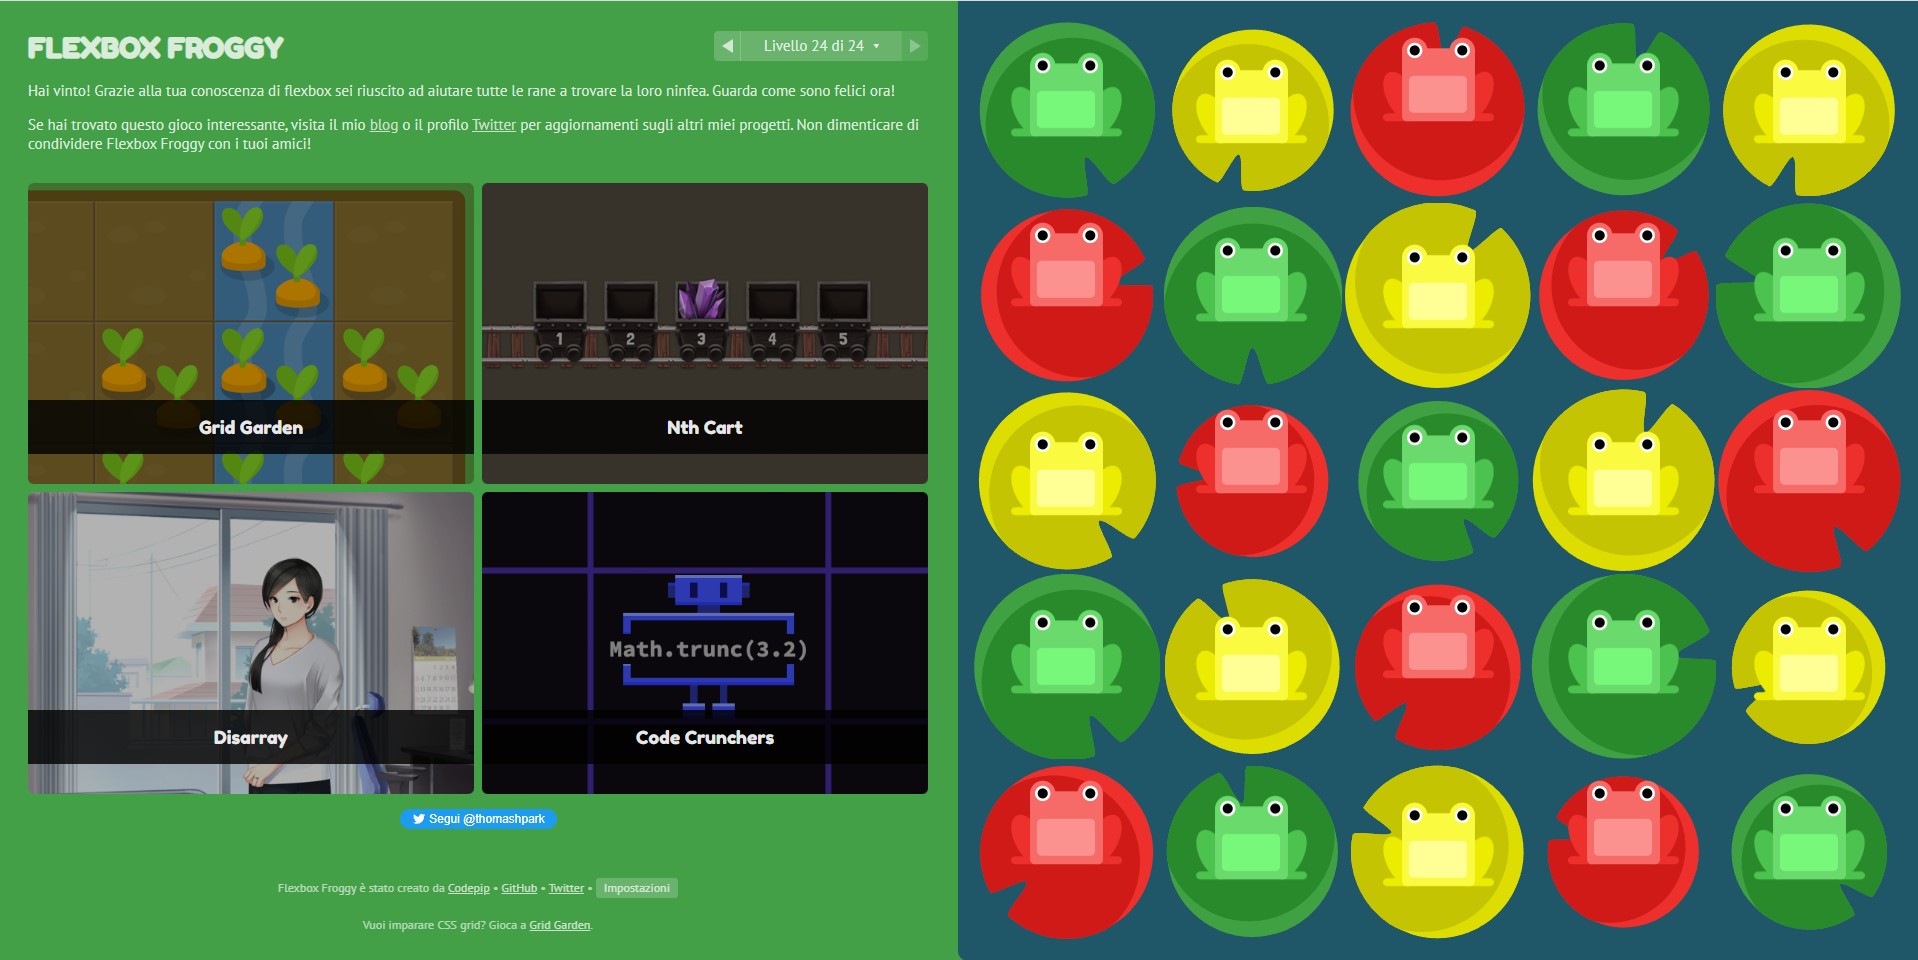 FLEXBOX FROGGY
Livello 24 di 24
Hai vinto! Grazie alla tua conoscenza di flexbox sei riuscito ad aiutare tutte le rane a trovare la loro ninfea. Guarda come sono felici ora!
Se hai trovato questo gioco interessante, visita il mio blog o il profilo Twitter per aggiornamenti sugli altri miei progetti. Non dimenticare di
condividere Flexbox Froggy con i tuoi amici!
Grid Garden
1 2 3 4 5
Nth Cart
Disarray
Math.trunc(3.2)
Code Crunchers
Segui @thomashpark
Flexbox Froggy è stato creato da Codepip • GitHub • Twitter • Impostazioni
Vuoi imparare CSS grid? Gioca a Grid Garden.